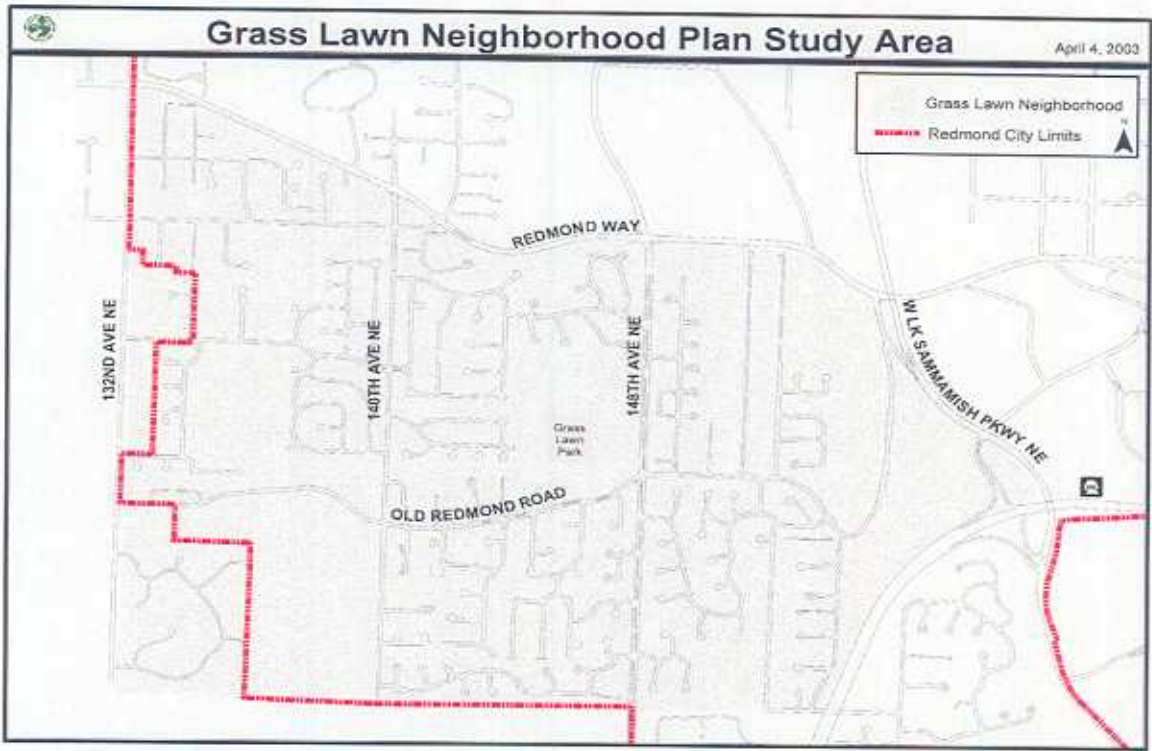 Grass Lawn Neighborhood Plan Study Area
April 4, 2003
Grass Lawn Neighborhood
Redmond City Limits
N
REDMOND WAY
132ND AVE NE
140TH AVE NE
148TH AVE NE
W LK SAMMAMISH PKWY NE
Grass
Lawn
Park
OLD REDMOND ROAD